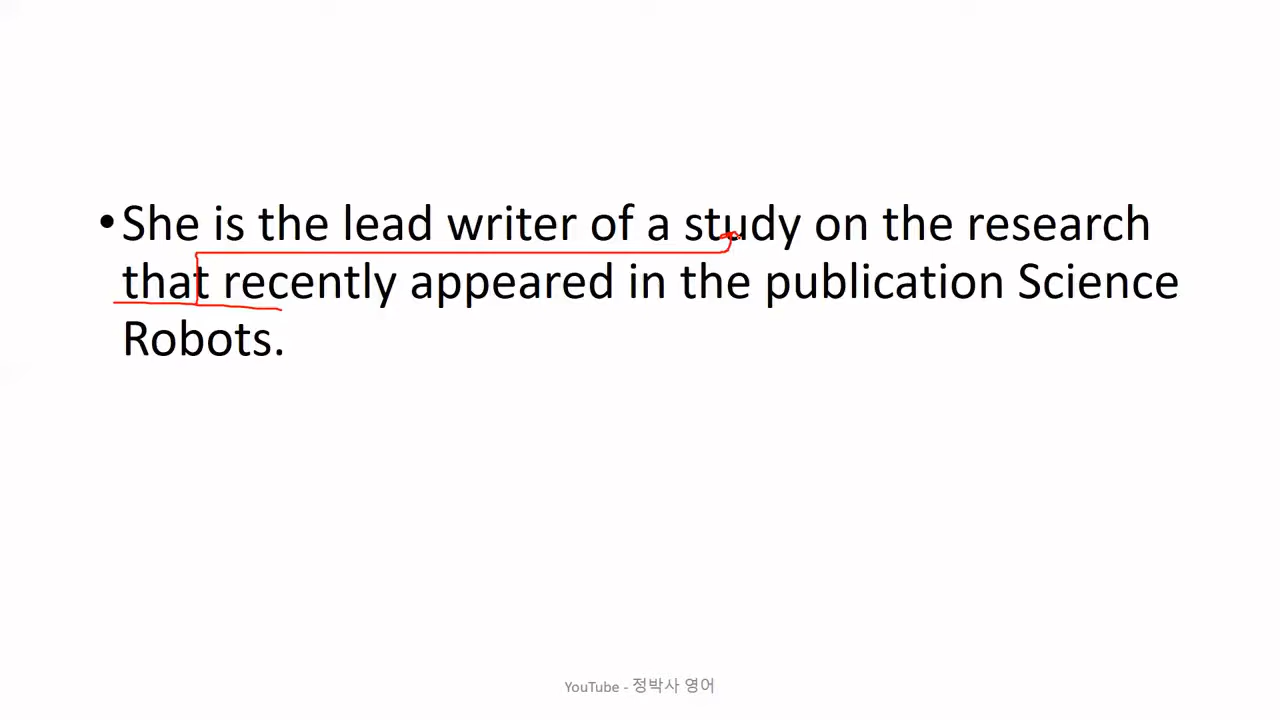 •She is the lead writer of a study on the research
that recently appeared in the publication Science
Robots.
YouTube - 정박사 영어